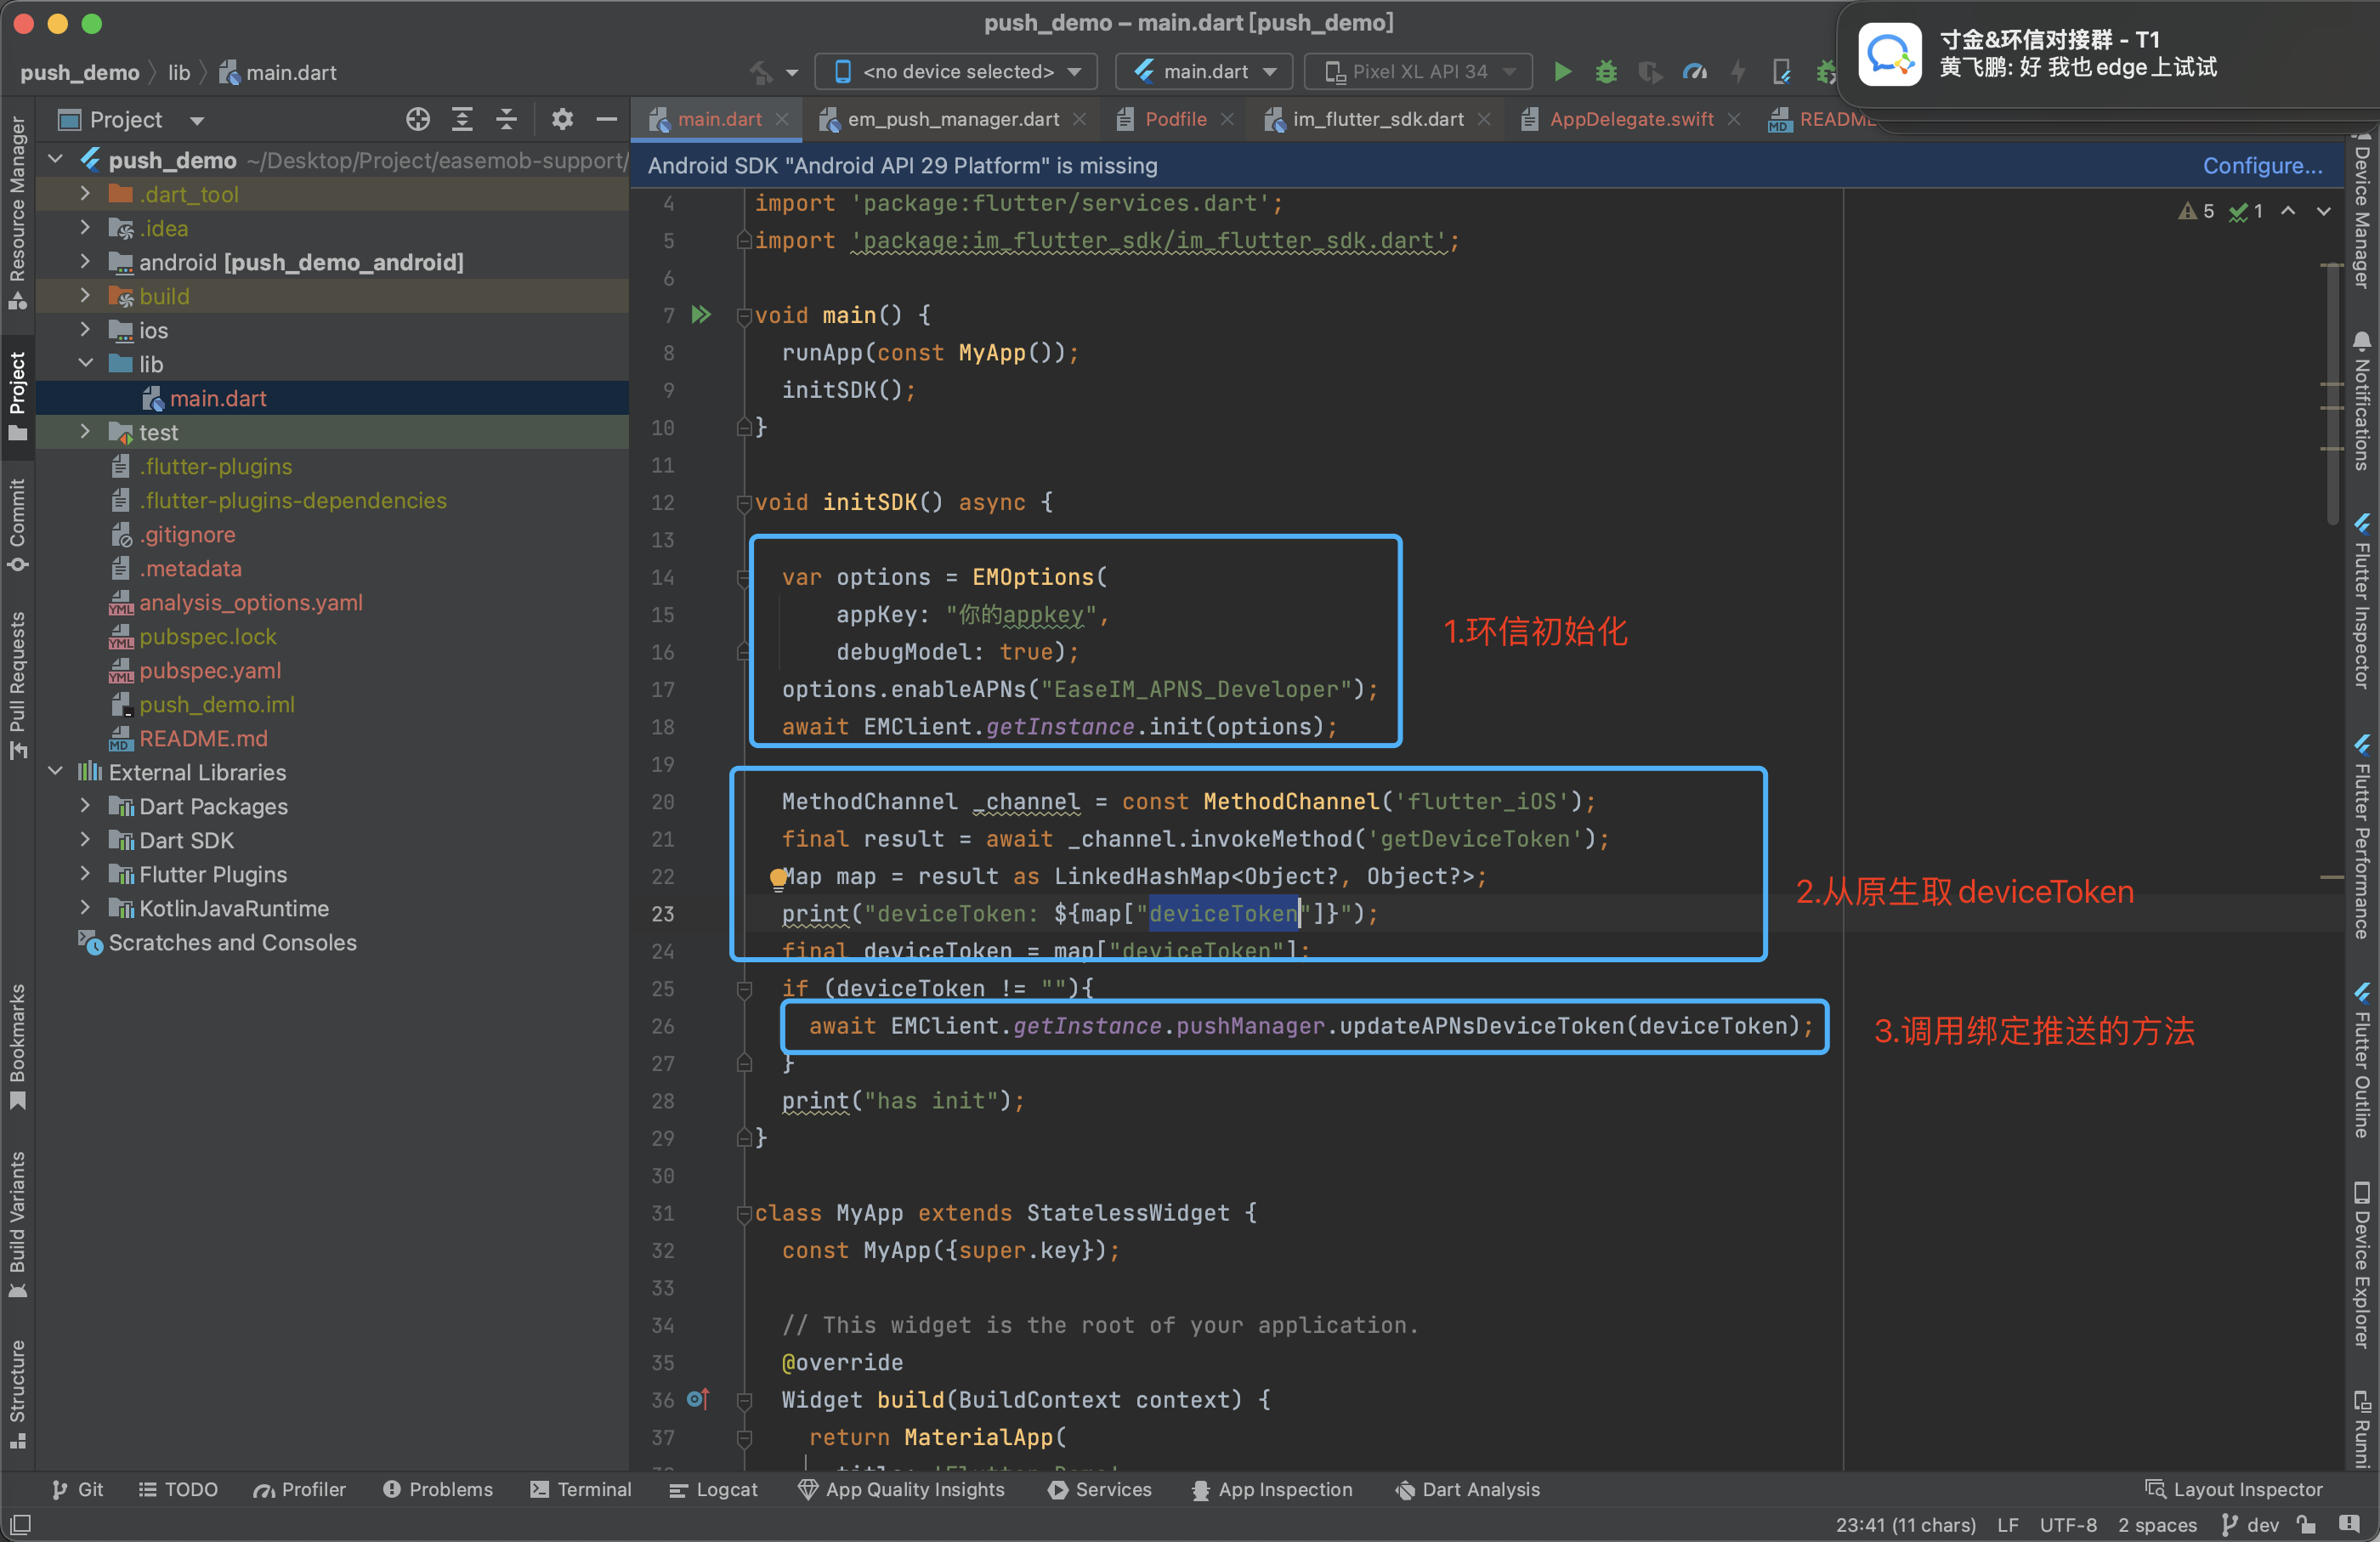 push_demo – main.dart [push_demo]
寸金&环信对接群 - T1
黄飞鹏: 好 我也edge上试试
push_demo lib main.dart
<no device selected> main.dart Pixel XL API 34
Project
main.dart em_push_manager.dart Podfile im_flutter_sdk.dart AppDelegate.swift README
Android SDK "Android API 29 Platform" is missing Configure...
5 1
Resource Manager
Project
Commit
Pull Requests
Bookmarks
Build Variants
Structure
push_demo ~/Desktop/Project/easemob-support/
.dart_tool
.idea
android [push_demo_android]
build
ios
lib
main.dart
test
.flutter-plugins
.flutter-plugins-dependencies
.gitignore
.metadata
analysis_options.yaml
pubspec.lock
pubspec.yaml
push_demo.iml
README.md
External Libraries
Dart Packages
Dart SDK
Flutter Plugins
KotlinJavaRuntime
Scratches and Consoles
4 import 'package:flutter/services.dart';
5 import 'package:im_flutter_sdk/im_flutter_sdk.dart';
6
7 void main() {
8 runApp(const MyApp());
9 initSDK();
10 }
11
12 void initSDK() async {
13
14 var options = EMOptions(
15 appKey: "你的appkey",
16 debugModel: true);
17 options.enableAPNs("EaseIM_APNS_Developer");
18 await EMClient.getInstance.init(options);
19
20 MethodChannel _channel = const MethodChannel('flutter_iOS');
21 final result = await _channel.invokeMethod('getDeviceToken');
22 Map map = result as LinkedHashMap<Object?, Object?>;
23 print("deviceToken: ${map["deviceToken"]}");
24 final deviceToken = map["deviceToken"];
25 if (deviceToken != ""){
26 await EMClient.getInstance.pushManager.updateAPNsDeviceToken(deviceToken);
27 }
28 print("has init");
29 }
30
31 class MyApp extends StatelessWidget {
32 const MyApp({super.key});
33
34 // This widget is the root of your application.
35 @override
36 Widget build(BuildContext context) {
37 return MaterialApp(
1.环信初始化
2.从原生取deviceToken
3.调用绑定推送的方法
Device Manager
Notifications
Flutter Inspector
Flutter Performance
Flutter Outline
Device Explorer
Runni
Git TODO Profiler Problems Terminal Logcat App Quality Insights Services App Inspection Dart Analysis Layout Inspector
23:41 (11 chars) LF UTF-8 2 spaces dev